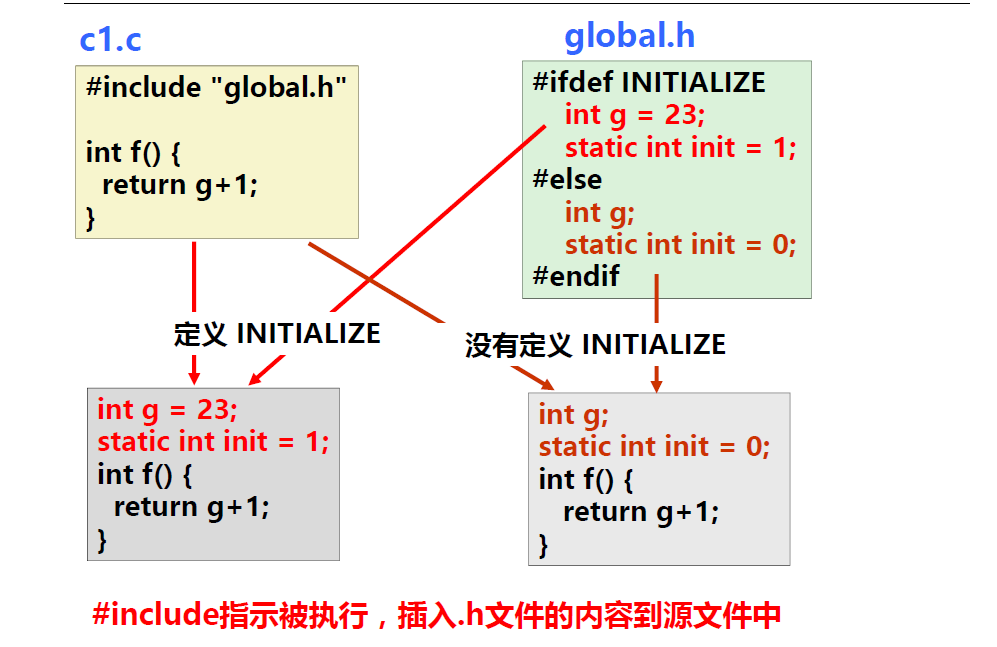 c1.c
#include "global.h"
int f() {
return g+1;
}
global.h
#ifdef INITIALIZE
int g = 23;
static int init = 1;
#else
int g;
static int init = 0;
#endif
定义 INITIALIZE
没有定义 INITIALIZE
int g = 23;
static int init = 1;
int f() {
return g+1;
}
int g;
static int init = 0;
int f() {
return g+1;
}
#include指示被执行，插入.h文件的内容到源文件中